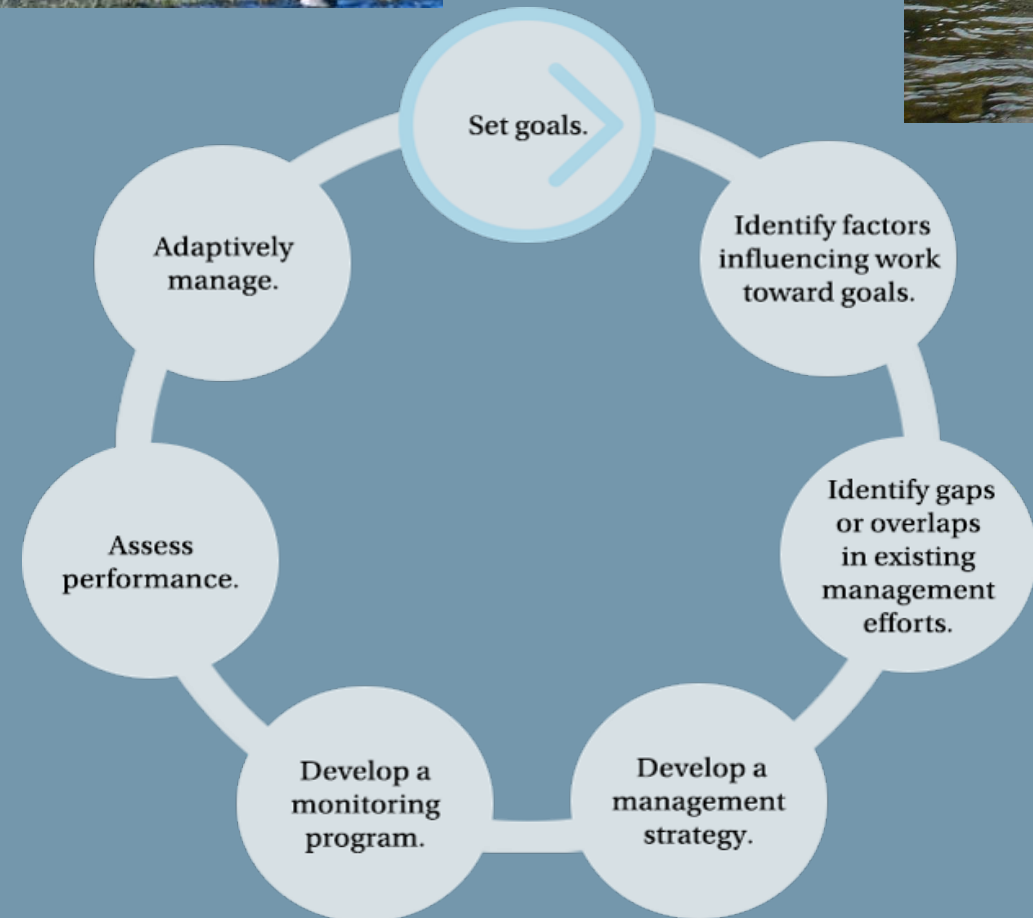 Set goals.
Identify factors
influencing work
toward goals.
Identify gaps
or overlaps
in existing
management
efforts.
Develop a
management
strategy.
Develop a
monitoring
program.
Assess
performance.
Adaptively
manage.